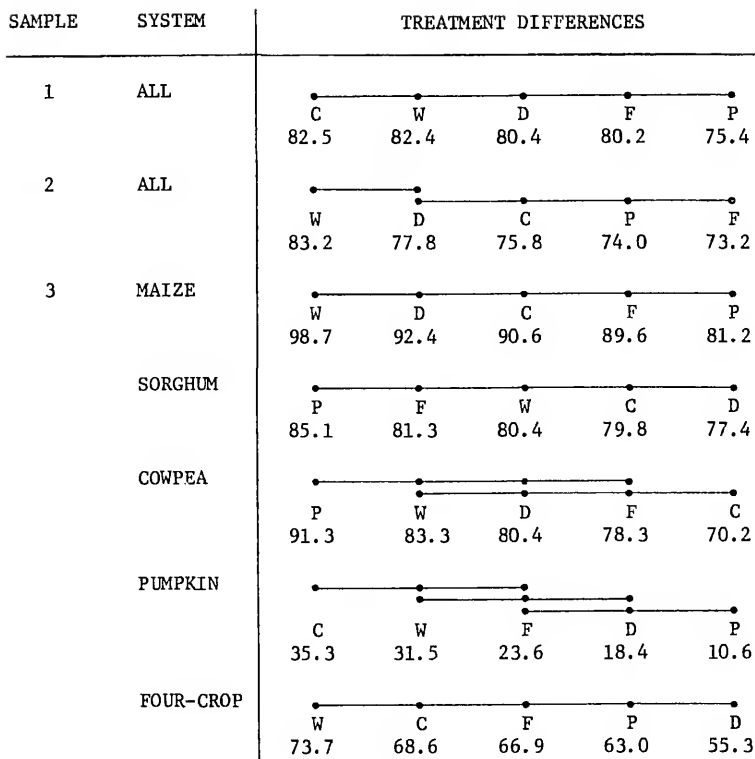 SAMPLE SYSTEM TREATMENT DIFFERENCES
1 ALL
C W D F P
82.5 82.4 80.4 80.2 75.4
2 ALL
W D C P F
83.2 77.8 75.8 74.0 73.2
3 MAIZE
W D C F P
98.7 92.4 90.6 89.6 81.2
SORGHUM
P F W C D
85.1 81.3 80.4 79.8 77.4
COWPEA
P W D F C
91.3 83.3 80.4 78.3 70.2
PUMPKIN
C W F D P
35.3 31.5 23.6 18.4 10.6
FOUR-CROP
W C F P D
73.7 68.6 66.9 63.0 55.3